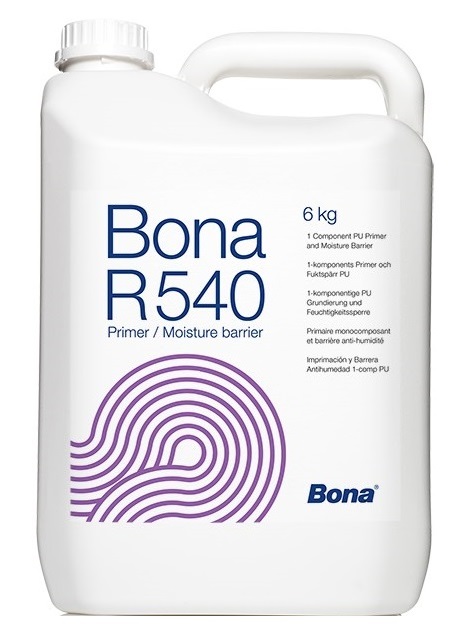 Bona
R540
Primer / Moisture barrier
6 kg
1 Component PU Primer
and Moisture Barrier
1-komponents Primer och
Fuktspärr PU
1-komponentige PU
Grundierung und
Feuchtigkeitssperre
Primaire monocomposant
et barrière anti-humidité
Imprimación y Barrera
Antihumedad 1-comp PU
Bona®